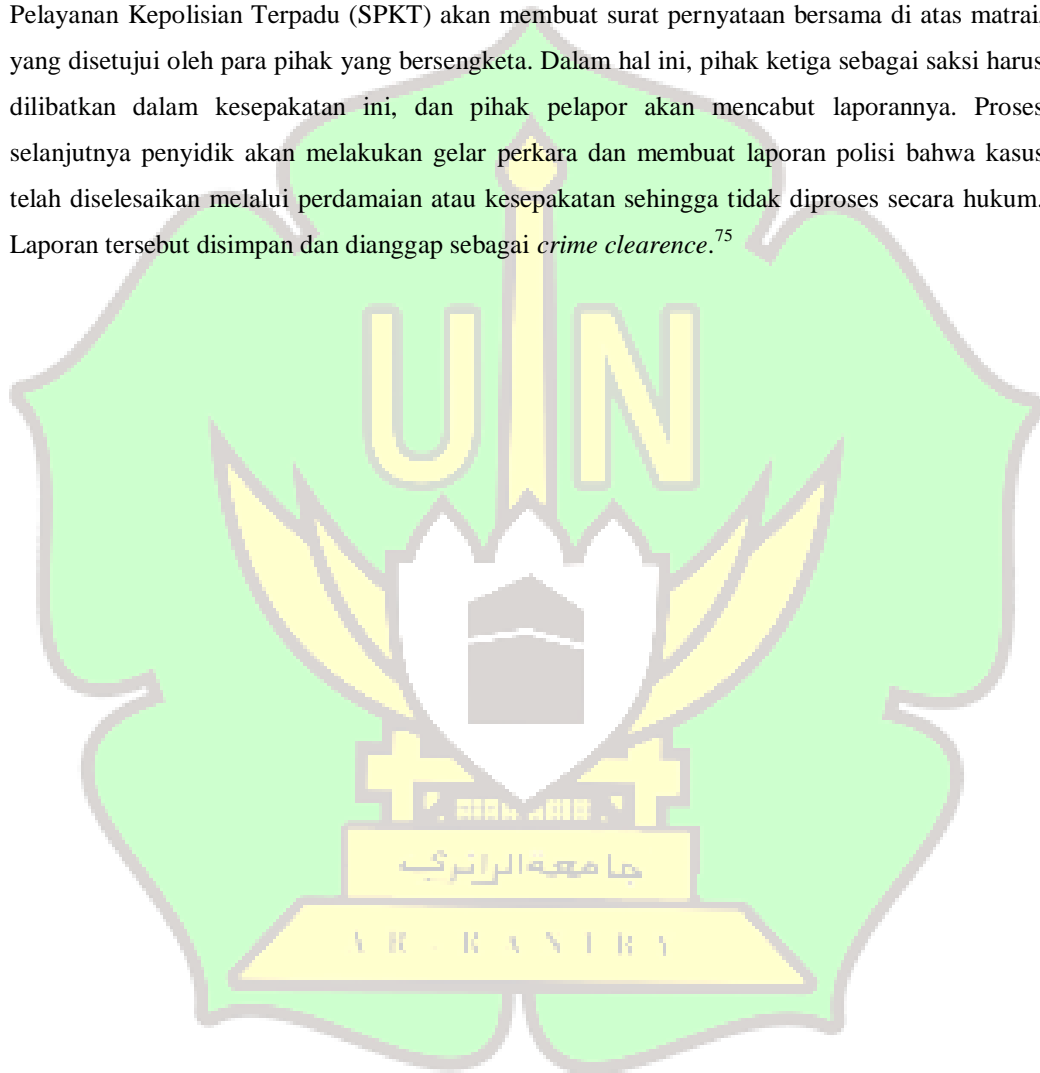 Pelayanan Kepolisian Terpadu (SPKT) akan membuat surat pernyataan bersama di atas matrai,
yang disetujui oleh para pihak yang bersengketa. Dalam hal ini, pihak ketiga sebagai saksi harus
dilibatkan dalam kesepakatan ini, dan pihak pelapor akan mencabut laporannya. Proses
selanjutnya penyidik akan melakukan gelar perkara dan membuat laporan polisi bahwa kasus
telah diselesaikan melalui perdamaian atau kesepakatan sehingga tidak diproses secara hukum.
Laporan tersebut disimpan dan dianggap sebagai crime clearence.75
UIN
جامعة الرانري
AR - RANIRY